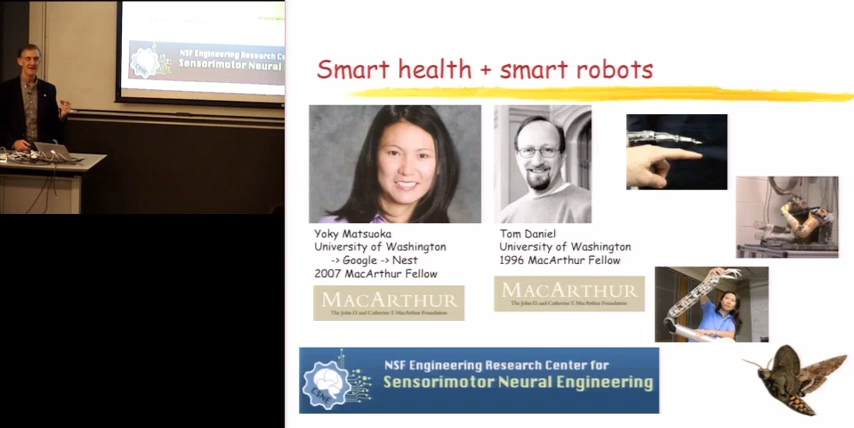 NSF Engineering Research Ce
Sensorimotor Neural
Smart health + smart robots
Yoky Matsuoka
University of Washington
-> Google -> Nest
2007 MacArthur Fellow
MACARTHUR
The John D. and Catherine T. MacArthur Foundation
Tom Daniel
University of Washington
1996 MacArthur Fellow
MACARTHUR
The John D. and Catherine T. MacArthur Foundation
CSNE
NSF Engineering Research Center for
Sensorimotor Neural Engineering